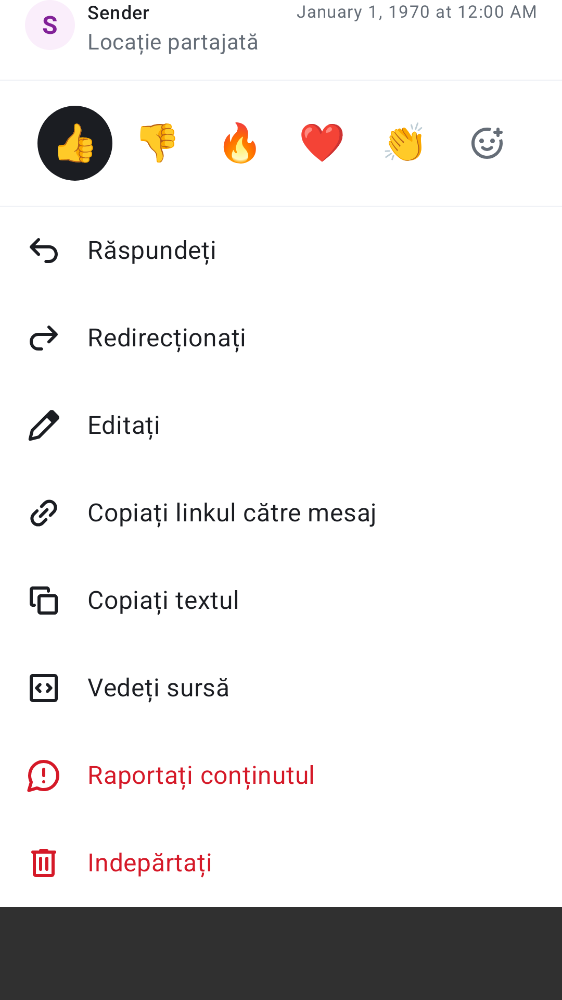 S
Sender
January 1, 1970 at 12:00 AM
Locație partajată
Răspundeți
Redirecționați
Editați
Copiați linkul către mesaj
Copiați textul
Vedeți sursă
Raportați conținutul
Indepărtați